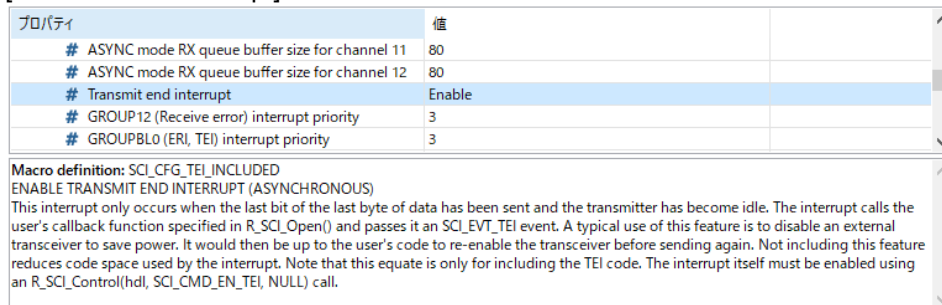 プロパティ 値
# ASYNC mode RX queue buffer size for channel 11 80
# ASYNC mode RX queue buffer size for channel 12 80
# Transmit end interrupt Enable
# GROUP12 (Receive error) interrupt priority 3
# GROUPBL0 (ERI, TEI) interrupt priority 3
Macro definition: SCI_CFG_TEI_INCLUDED
ENABLE TRANSMIT END INTERRUPT (ASYNCHRONOUS)
This interrupt only occurs when the last bit of the last byte of data has been sent and the transmitter has become idle. The interrupt calls the
user's callback function specified in R_SCI_Open() and passes it an SCI_EVT_TEI event. A typical use of this feature is to disable an external
transceiver to save power. It would then be up to the user's code to re-enable the transceiver before sending again. Not including this feature
reduces code space used by the interrupt. Note that this equate is only for including the TEI code. The interrupt itself must be enabled using
an R_SCI_Control(hdl, SCI_CMD_EN_TEI, NULL) call.